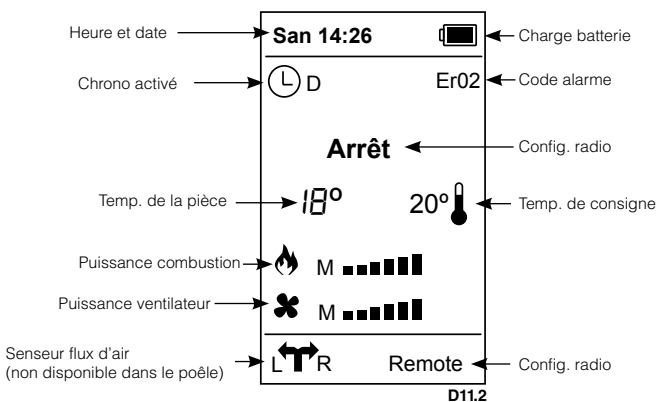 Heure et date
San 14:26
Charge batterie
Chrono activé
D
Er02
Code alarme
Arrêt
Config. radio
Temp. de la pièce
18°
20°
Temp. de consigne
Puissance combustion
M
Puissance ventilateur
M
Senseur flux d'air
(non disponible dans le poêle)
L R
Remote
Config. radio
D11.2